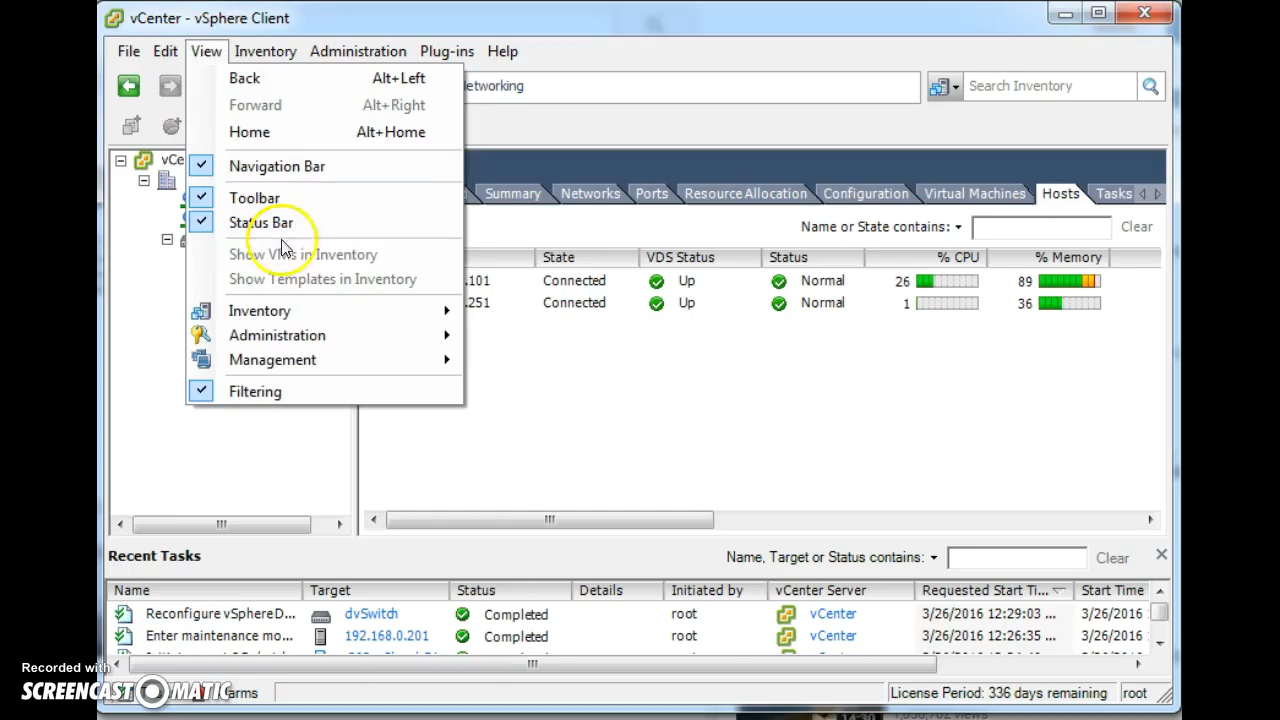 vCenter - vSphere Client
File Edit View Inventory Administration Plug-ins Help
Back Alt+Left
Forward Alt+Right
Home Alt+Home
Navigation Bar
Toolbar
Status Bar
Show VMs in Inventory
Show Templates in Inventory
Inventory
Administration
Management
Filtering
etworking
Search Inventory
vCe
Summary Networks Ports Resource Allocation Configuration Virtual Machines Hosts Tasks
Name or State contains: Clear
State VDS Status Status % CPU % Memory
.101 Connected Up Normal 26 89
.251 Connected Up Normal 1 36
Recent Tasks
Name, Target or Status contains: Clear
Name Target Status Details Initiated by vCenter Server Requested Start Ti... Start Time
Reconfigure vSphere D... dvSwitch Completed root vCenter 3/26/2016 12:29:03 ... 3/26/2016
Enter maintenance mo... 192.168.0.201 Completed root vCenter 3/26/2016 12:26:35 ... 3/26/2016
Recorded with
SCREENCAST-O-MATIC
arms
License Period: 336 days remaining root